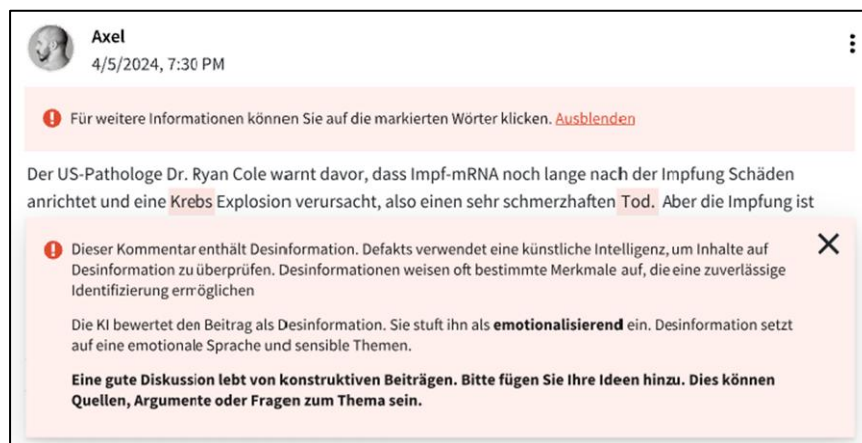 Axel
4/5/2024, 7:30 PM
Für weitere Informationen können Sie auf die markierten Wörter klicken. Ausblenden
Der US-Pathologe Dr. Ryan Cole warnt davor, dass Impf-mRNA noch lange nach der Impfung Schäden
anrichtet und eine Krebs Explosion verursacht, also einen sehr schmerzhaften Tod. Aber die Impfung ist
Dieser Kommentar enthält Desinformation. Defakts verwendet eine künstliche Intelligenz, um Inhalte auf
Desinformation zu überprüfen. Desinformationen weisen oft bestimmte Merkmale auf, die eine zuverlässige
Identifizierung ermöglichen
Die KI bewertet den Beitrag als Desinformation. Sie stuft ihn als emotionalisierend ein. Desinformation setzt
auf eine emotionale Sprache und sensible Themen.
Eine gute Diskussion lebt von konstruktiven Beiträgen. Bitte fügen Sie Ihre Ideen hinzu. Dies können
Quellen, Argumente oder Fragen zum Thema sein.